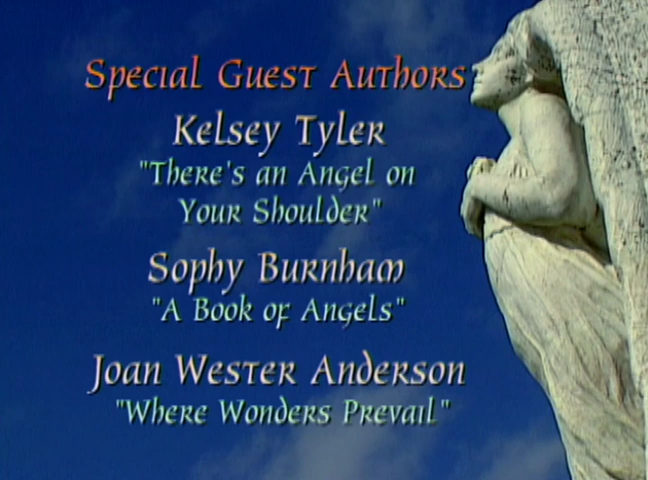 Special Guest Authors
Kelsey Tyler
"There's an Angel on
Your Shoulder"
Sophy Burnham
"A Book of Angels"
Joan Wester Anderson
"Where Wonders Prevail"